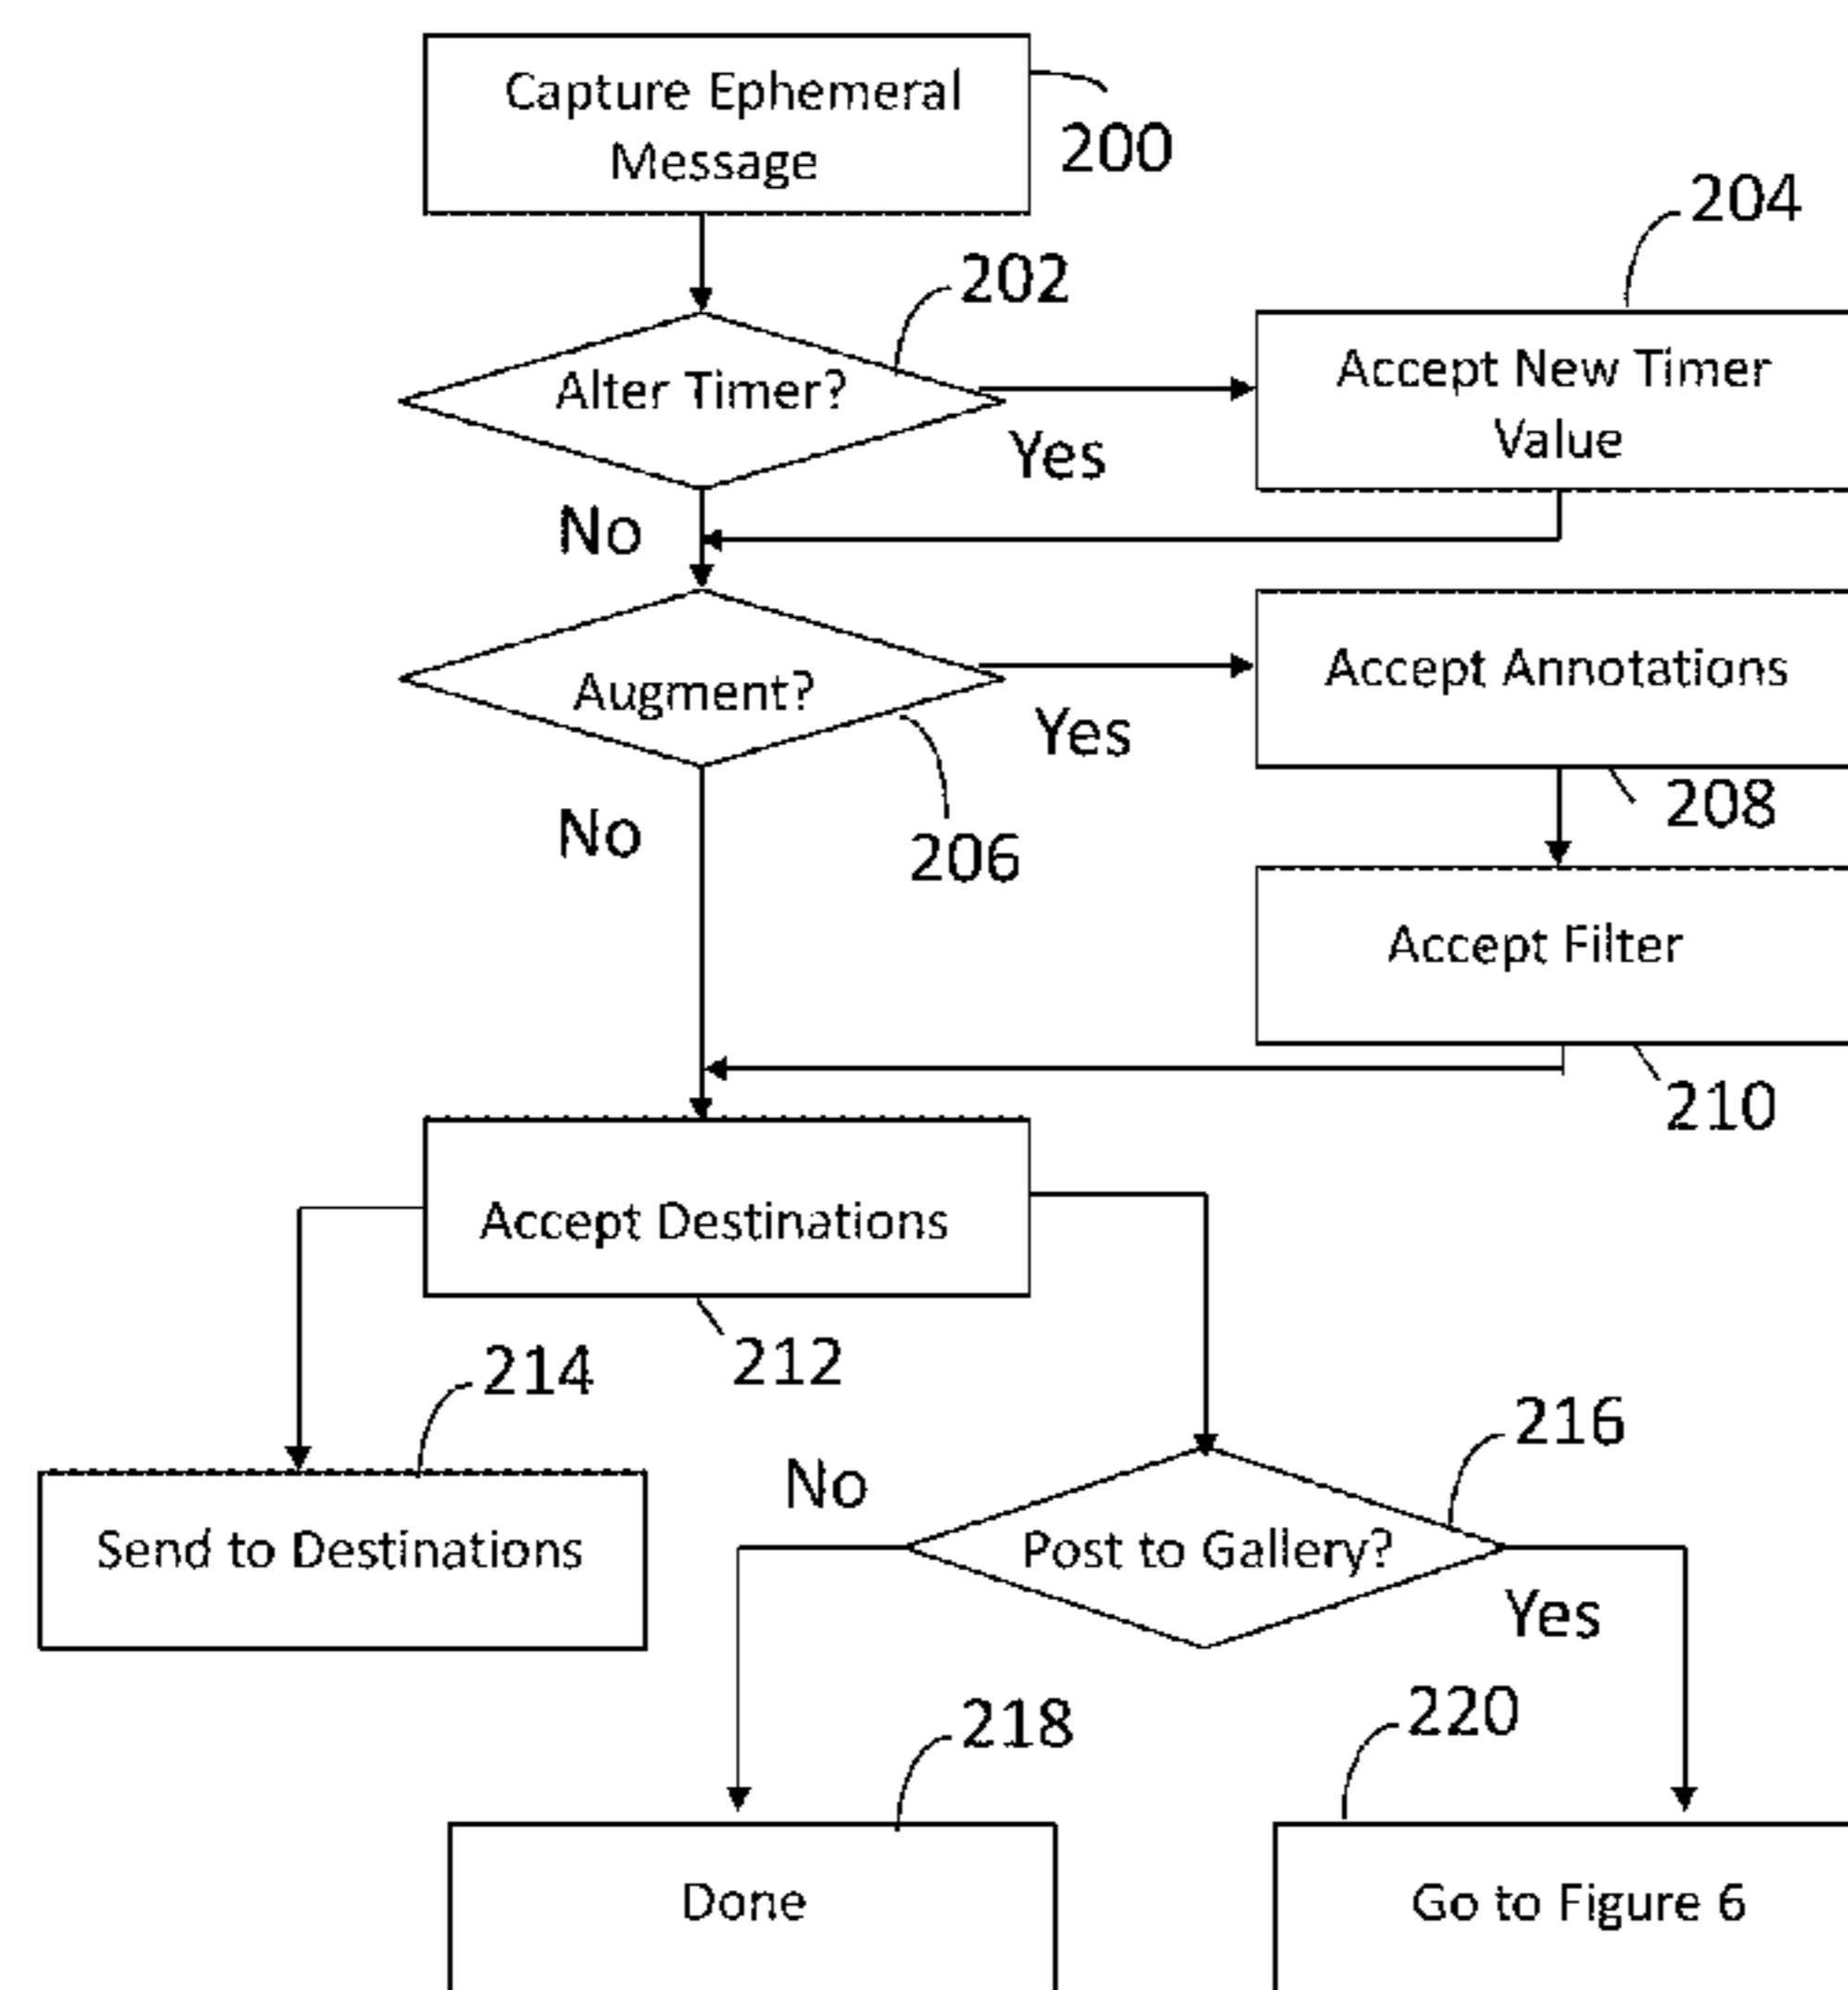 Capture Ephemeral
Message
200
204
202
Alter Timer?
Accept New Timer
Value
Yes
No
Augment?
Accept Annotations
Yes
208
No
206
Accept Filter
210
Accept Destinations
212
214
216
No
Send to Destinations
Post to Gallery?
Yes
218
220
Done
Go to Figure 6